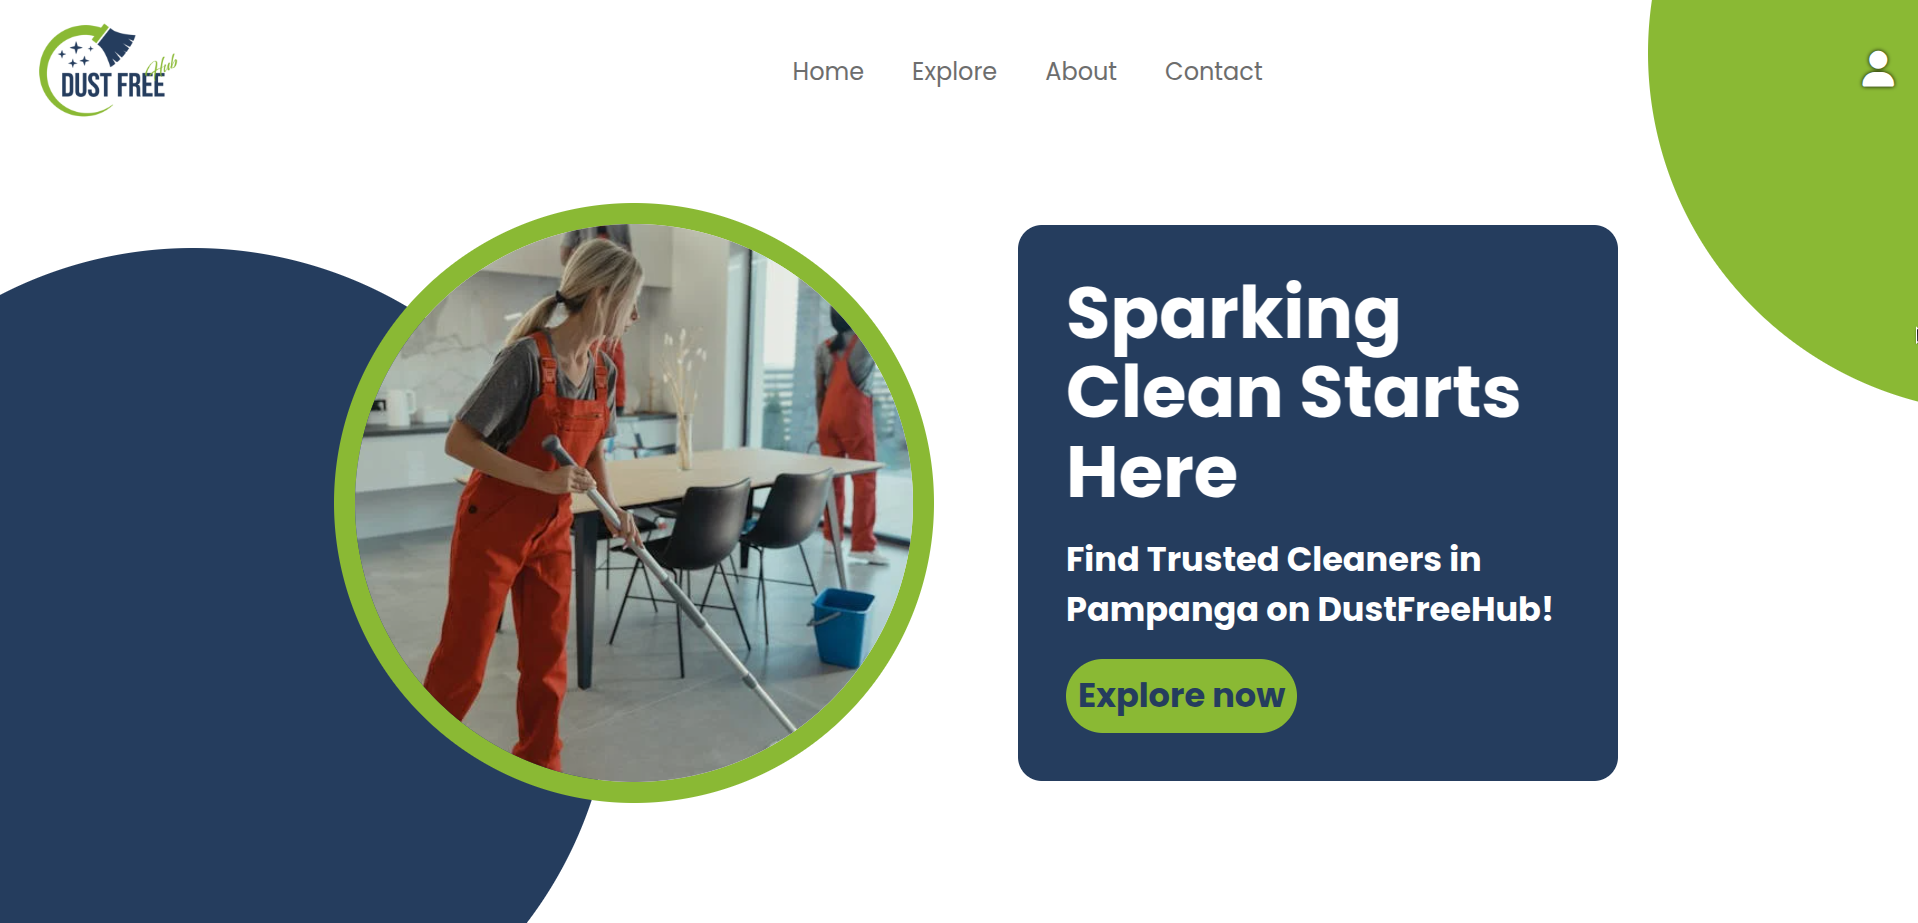 Hub
DUST FREE
Home Explore About Contact
Sparking
Clean Starts
Here
Find Trusted Cleaners in
Pampanga on DustFreeHub!
Explore now